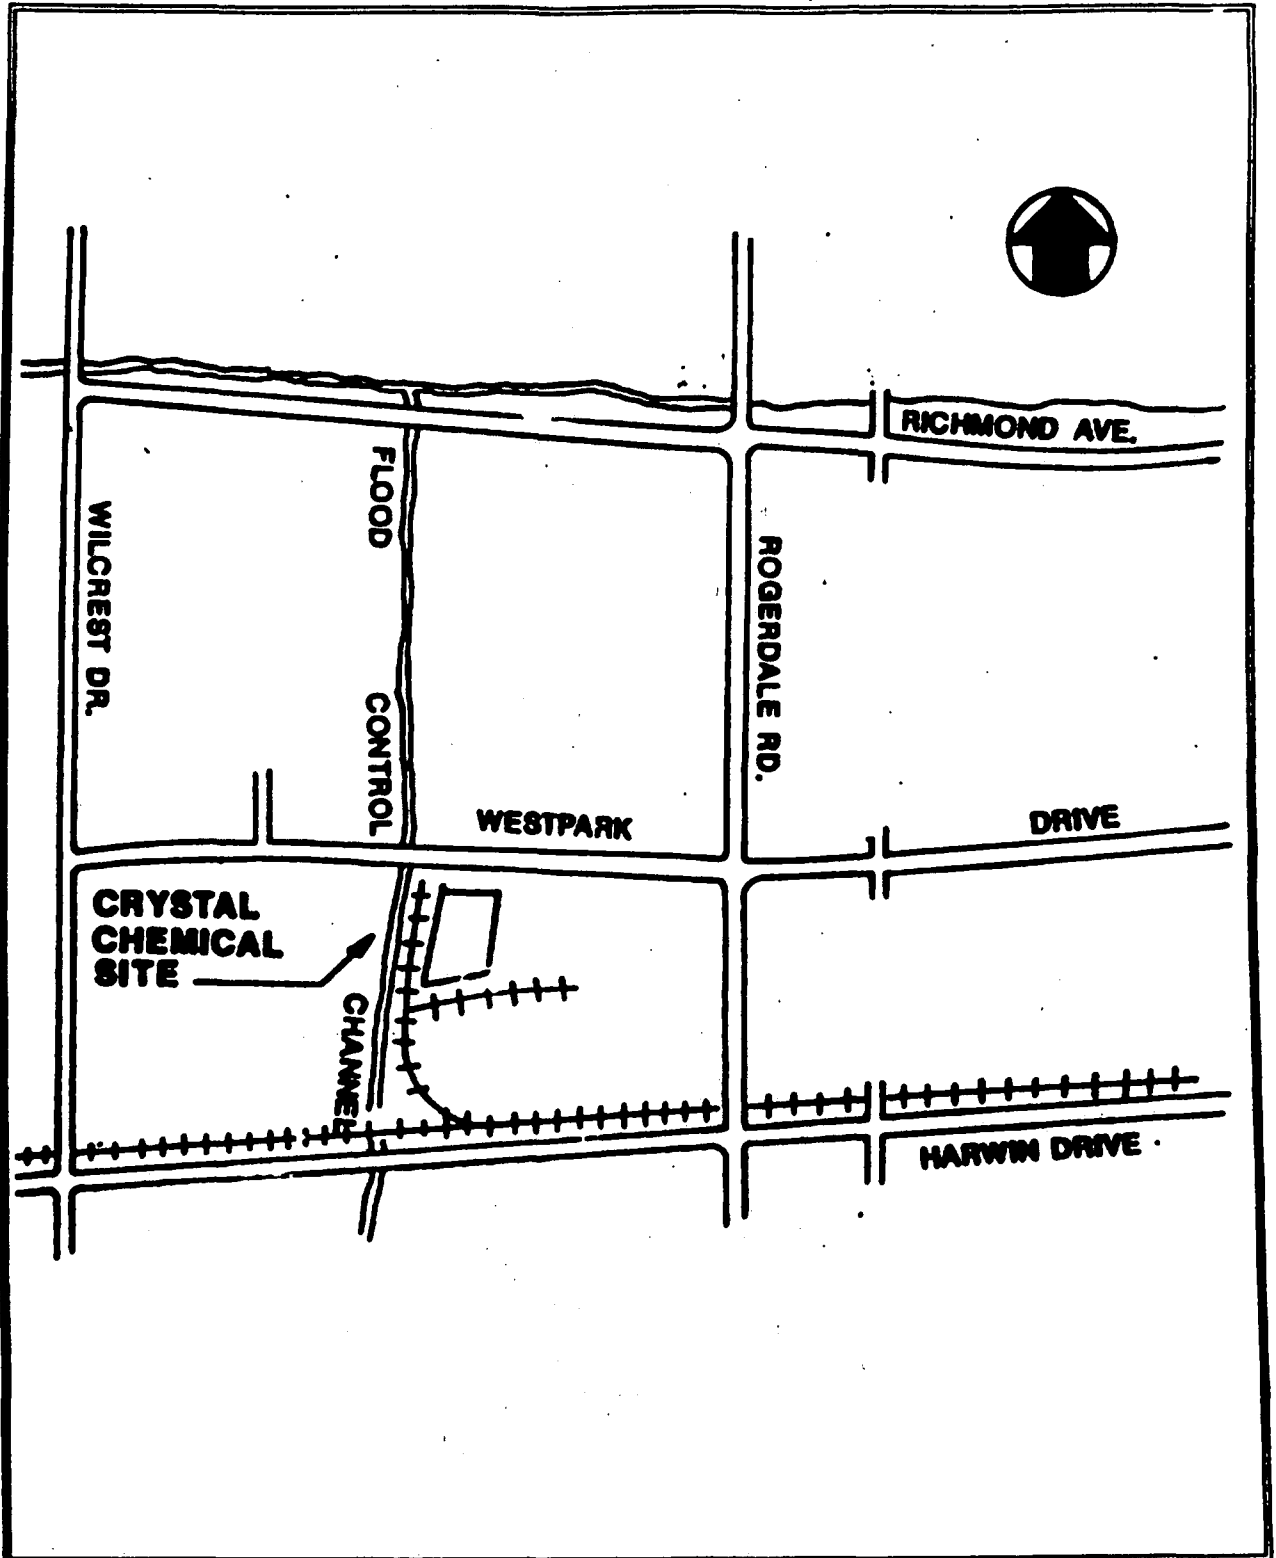 RICHMOND AVE.
FLOOD
WILCREST DR.
ROGERDALE RD.
CONTROL
WESTPARK
DRIVE
CRYSTAL
CHEMICAL
SITE
CHANNEL
HARWIN DRIVE